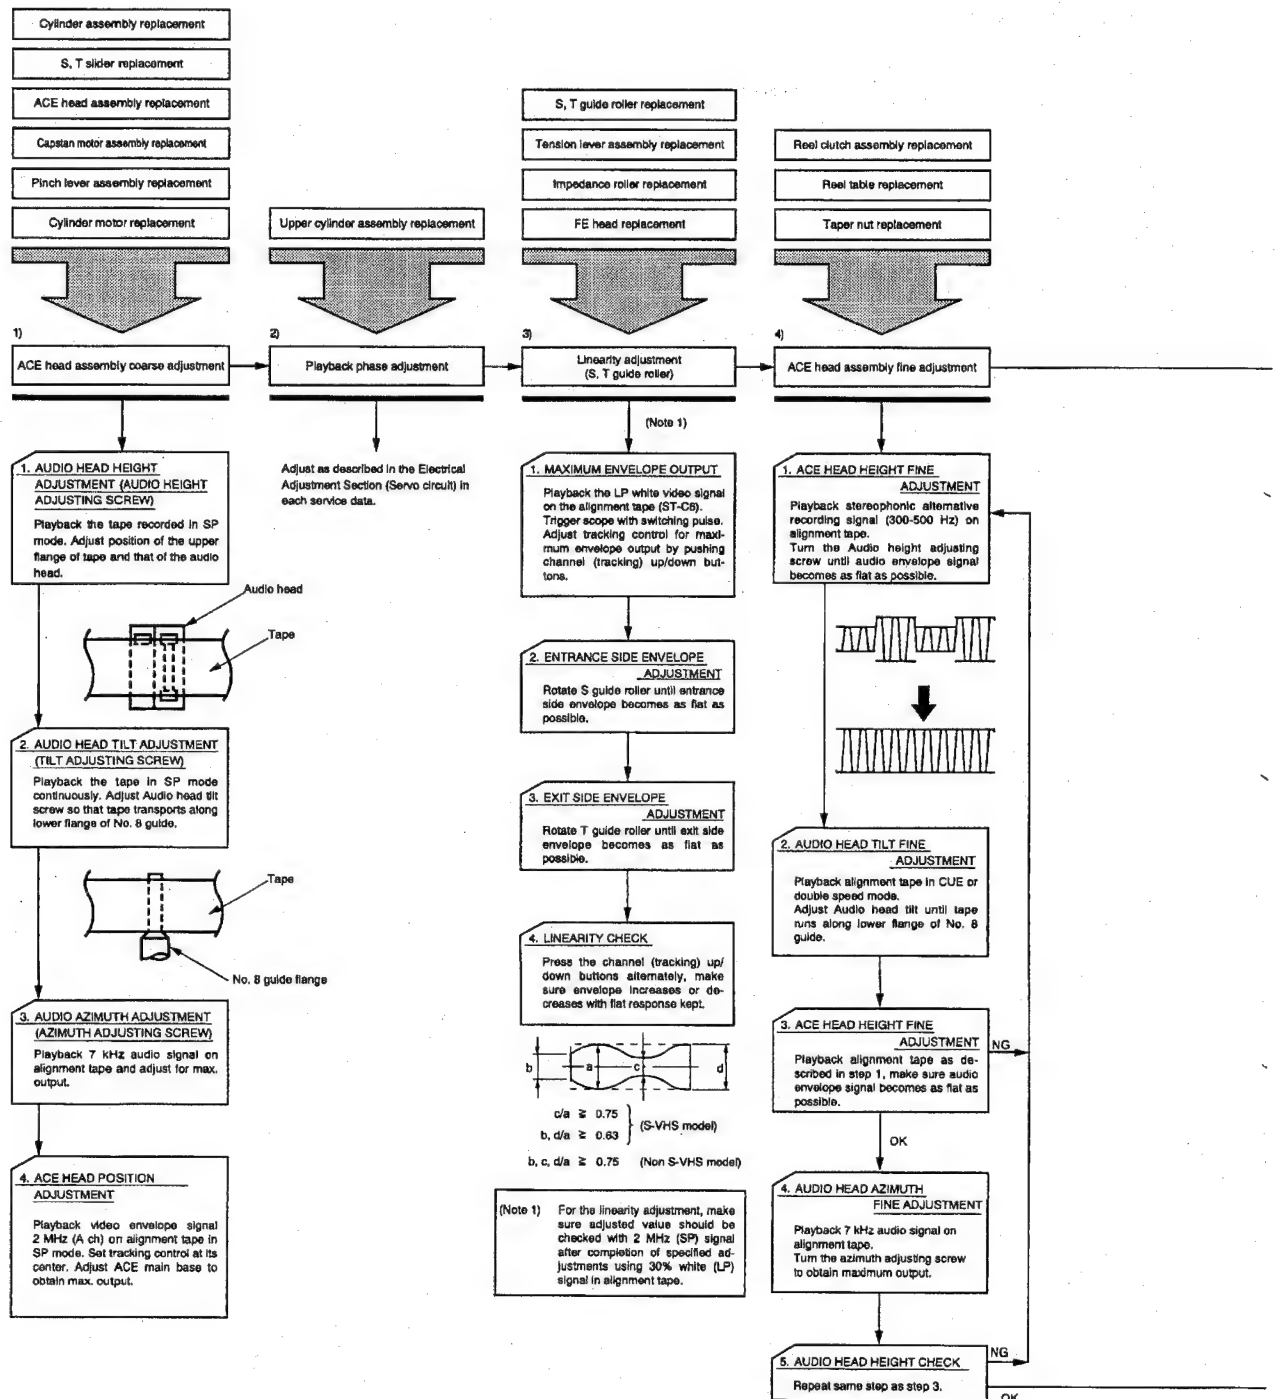 Cylinder assembly replacement
S, T slider replacement
ACE head assembly replacement
Capstan motor assembly replacement
Pinch lever assembly replacement
Cylinder motor replacement
Upper cylinder assembly replacement
S, T guide roller replacement
Tension lever assembly replacement
Impedance roller replacement
FE head replacement
Reel clutch assembly replacement
Reel table replacement
Taper nut replacement
1)
ACE head assembly coarse adjustment
2)
Playback phase adjustment
3)
Linearity adjustment
(S, T guide roller)
4)
ACE head assembly fine adjustment
1. AUDIO HEAD HEIGHT
ADJUSTMENT (AUDIO HEIGHT
ADJUSTING SCREW)
Playback the tape recorded in SP
mode. Adjust position of the upper
flange of tape and that of the audio
head.
Audio head
Tape
2. AUDIO HEAD TILT ADJUSTMENT
(TILT ADJUSTING SCREW)
Playback the tape in SP mode
continuously. Adjust Audio head tilt
screw so that tape transports along
lower flange of No. 8 guide.
Tape
No. 8 guide flange
3. AUDIO AZIMUTH ADJUSTMENT
(AZIMUTH ADJUSTING SCREW)
Playback 7 kHz audio signal on
alignment tape and adjust for max.
output.
4. ACE HEAD POSITION
ADJUSTMENT
Playback video envelope signal
2 MHz (A ch) on alignment tape in
SP mode. Set tracking control at its
center. Adjust ACE main base to
obtain max. output.
Adjust as described in the Electrical
Adjustment Section (Servo circuit) in
each service data.
(Note 1)
1. MAXIMUM ENVELOPE OUTPUT
Playback the LP white video signal
on the alignment tape (ST-C6).
Trigger scope with switching pulse.
Adjust tracking control for maxi-
mum envelope output by pushing
channel (tracking) up/down but-
tons.
2. ENTRANCE SIDE ENVELOPE
ADJUSTMENT
Rotate S guide roller until entrance
side envelope becomes as flat as
possible.
3. EXIT SIDE ENVELOPE
ADJUSTMENT
Rotate T guide roller until exit side
envelope becomes as flat as
possible.
4. LINEARITY CHECK
Press the channel (tracking) up/
down buttons alternately, make
sure envelope increases or de-
creases with flat response kept.
b a c d
c/a ≧ 0.75
b, d/a ≧ 0.63
(S-VHS model)
b, c, d/a ≧ 0.75 (Non S-VHS model)
(Note 1) For the linearity adjustment, make
sure adjusted value should be
checked with 2 MHz (SP) signal
after completion of specified ad-
justments using 30% white (LP)
signal in alignment tape.
1. ACE HEAD HEIGHT FINE
ADJUSTMENT
Playback stereophonic alternative
recording signal (300-500 Hz) on
alignment tape.
Turn the Audio height adjusting
screw until audio envelope signal
becomes as flat as possible.
2. AUDIO HEAD TILT FINE
ADJUSTMENT
Playback alignment tape in CUE or
double speed mode.
Adjust Audio head tilt until tape
runs along lower flange of No. 8
guide.
3. ACE HEAD HEIGHT FINE
ADJUSTMENT
Playback alignment tape as de-
scribed in step 1, make sure audio
envelope signal becomes as flat as
possible.
NG
OK
4. AUDIO HEAD AZIMUTH
FINE ADJUSTMENT
Playback 7 kHz audio signal on
alignment tape.
Turn the azimuth adjusting screw
to obtain maximum output.
5. AUDIO HEAD HEIGHT CHECK
Repeat same step as step 3.
NG
OK